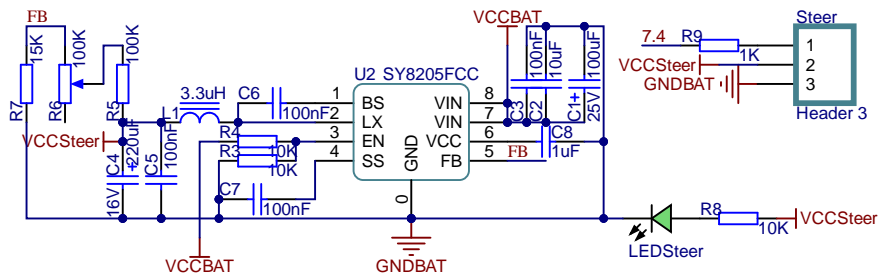 FB
15K
R7
100K
R6
100K
R5
VCCSteer
C4
220uF
16V
C5
100nF
L1
3.3uH
C6
100nF
R4
10K
R3
10K
C7
100nF
VCCBAT
U2 SY8205FCC
1 BS
2 LX
3 EN
4 SS
VIN 8
VIN 7
VCC 6
FB 5
GND
0
GNDBAT
VCCBAT
C3
100nF
C2
10uF
C1
100uF
25V
C8
1uF
FB
LEDSteer
R8
10K
VCCSteer
Steer
7.4
R9
1K
VCCSteer
GNDBAT
1
2
3
Header 3